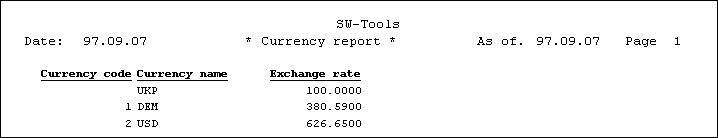 SW-Tools
Date: 97.09.07 * Currency report * As of. 97.09.07 Page 1
Currency code Currency name Exchange rate
UKP 100.0000
1 DEM 380.5900
2 USD 626.6500